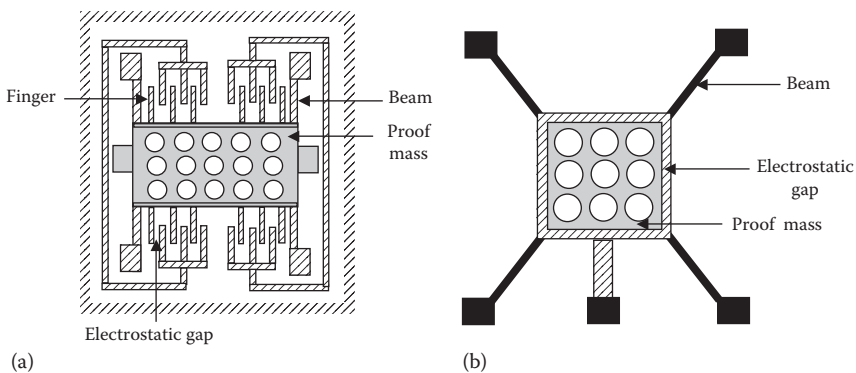 Finger
Beam
Proof
mass
Electrostatic gap
(a)
Beam
Electrostatic
gap
Proof mass
(b)